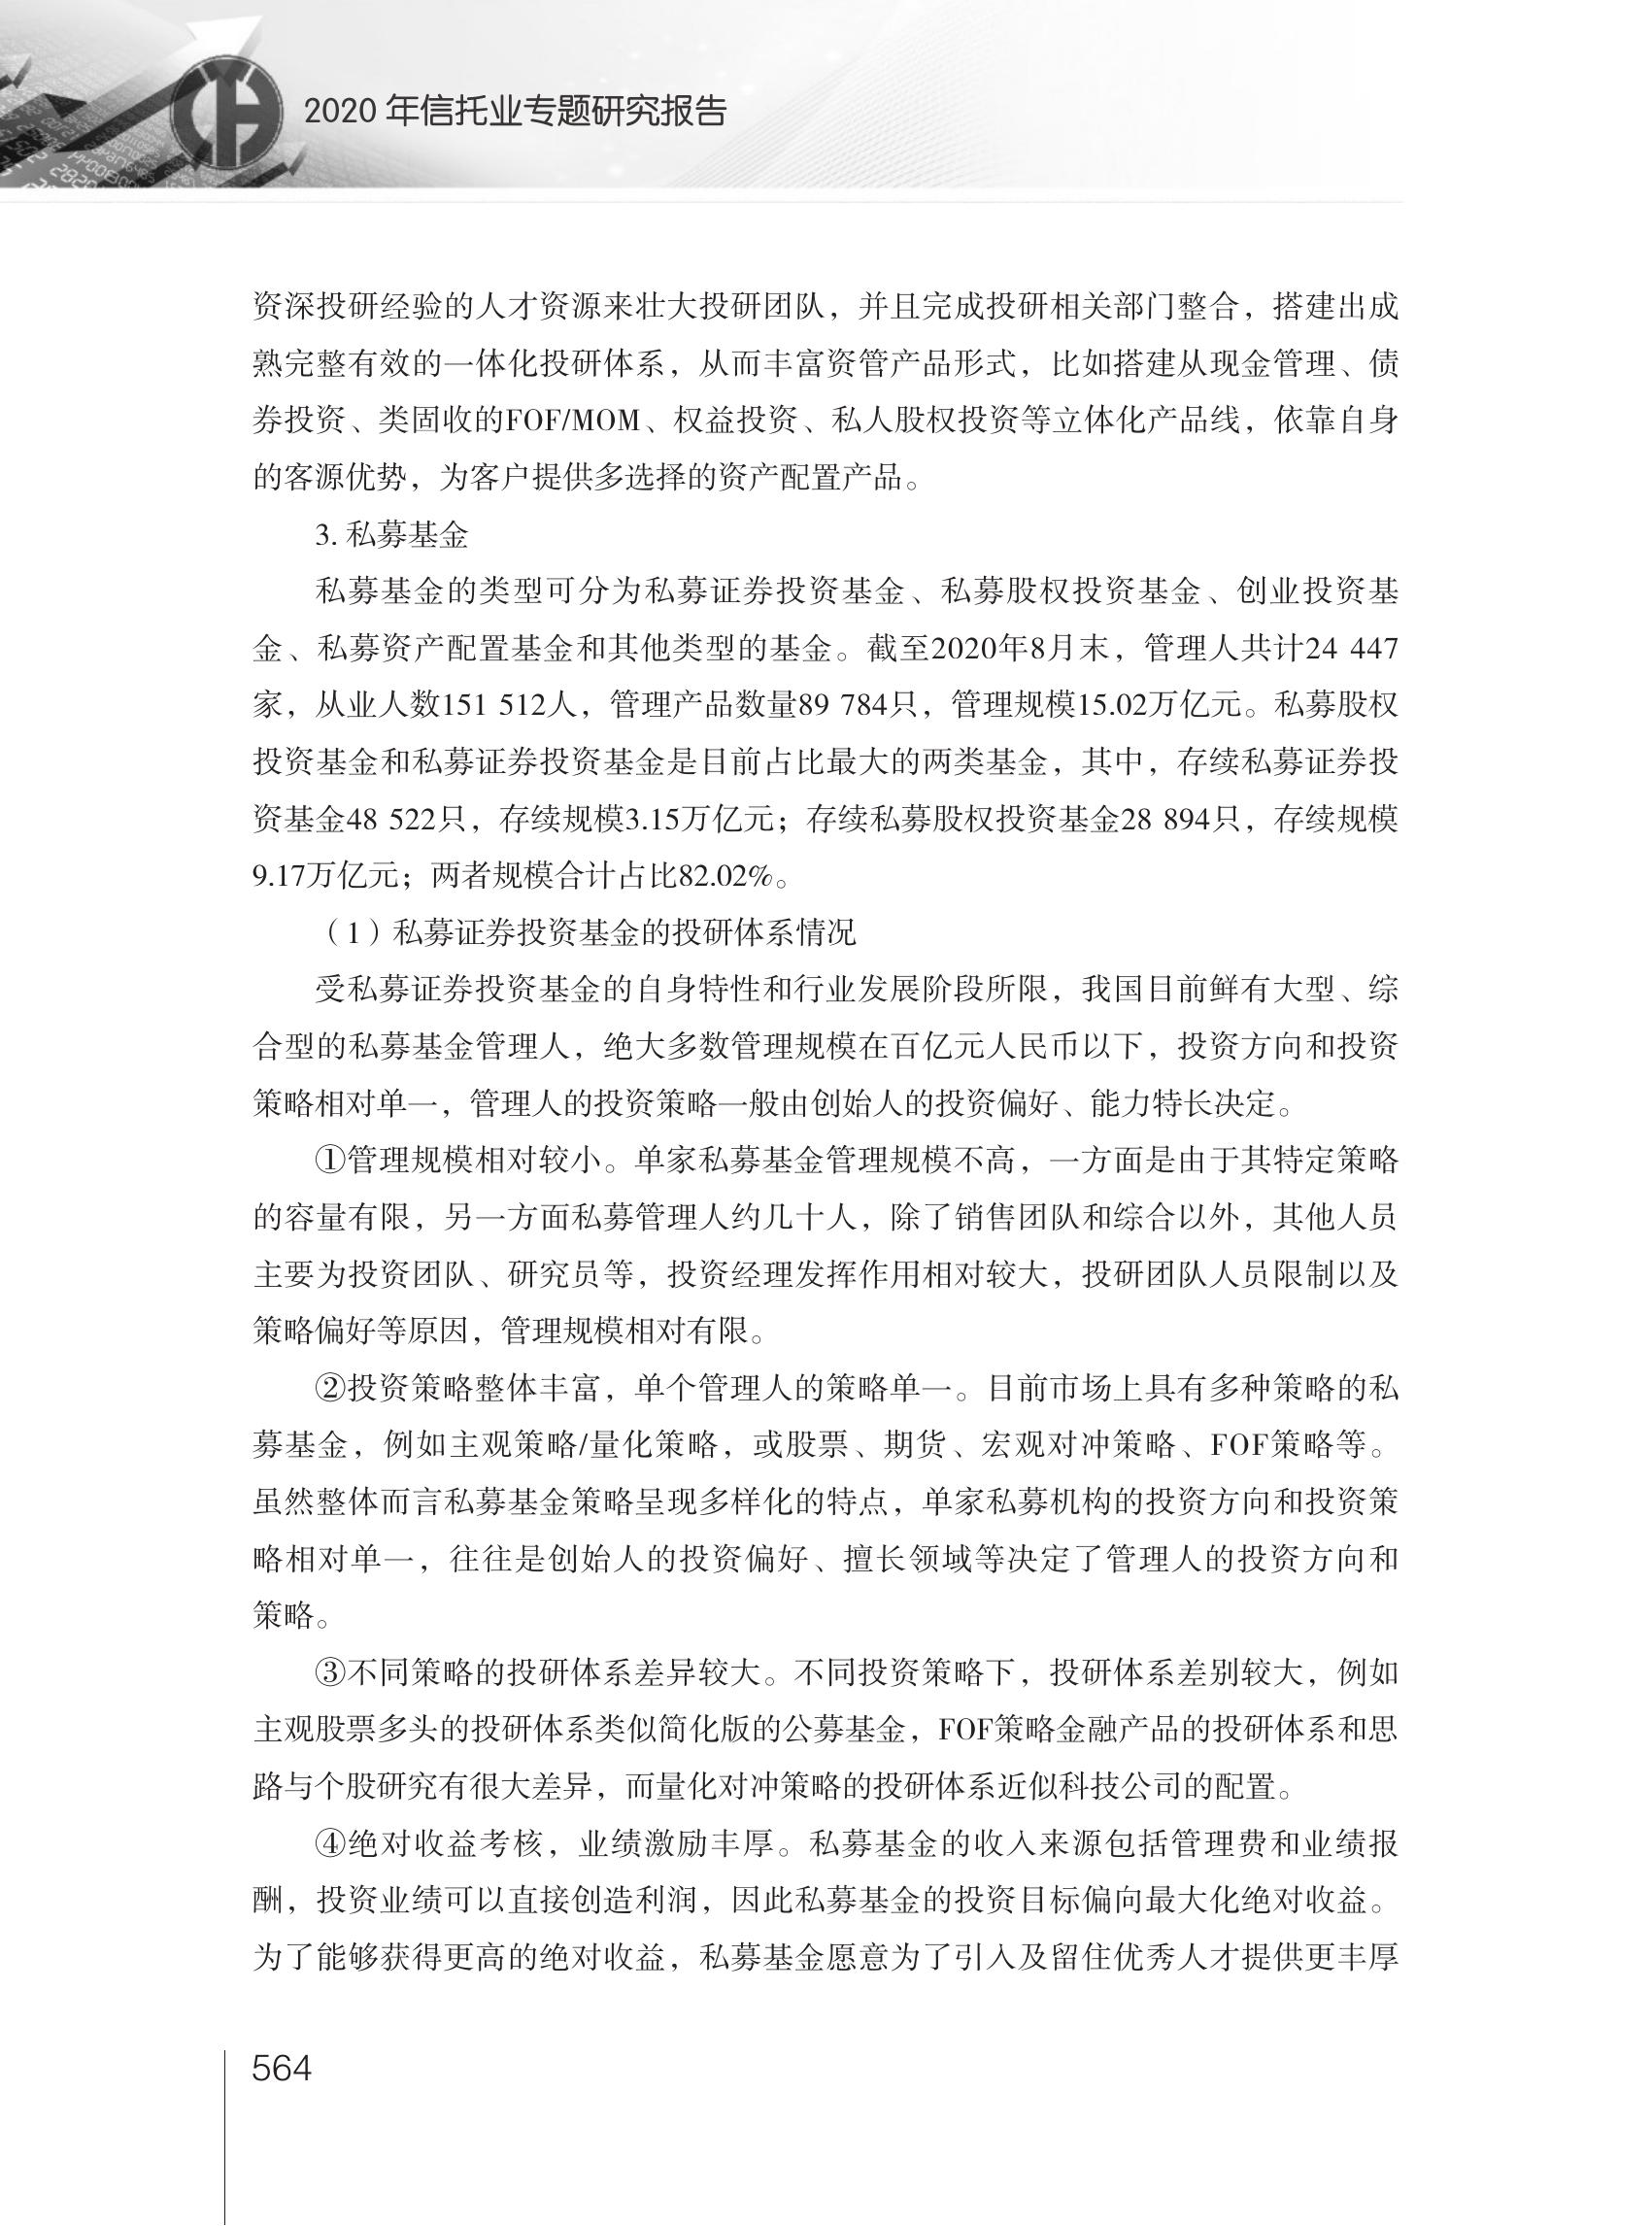 2020 年信托业专题研究报告
资深投研经验的人才资源来壮大投研团队，并且完成投研相关部门整合，搭建出成
熟完整有效的一体化投研体系，从而丰富资管产品形式，比如搭建从现金管理、债
券投资、类固收的FOF/MOM、权益投资、私人股权投资等立体化产品线，依靠自身
的客源优势，为客户提供多选择的资产配置产品。
3. 私募基金
私募基金的类型可分为私募证券投资基金、私募股权投资基金、创业投资基
金、私募资产配置基金和其他类型的基金。截至2020年8月末，管理人共计24 447
家，从业人数151 512人，管理产品数量89 784只，管理规模15.02万亿元。私募股权
投资基金和私募证券投资基金是目前占比最大的两类基金，其中，存续私募证券投
资基金48 522只，存续规模3.15万亿元；存续私募股权投资基金28 894只，存续规模
9.17万亿元；两者规模合计占比82.02%。
（1）私募证券投资基金的投研体系情况
受私募证券投资基金的自身特性和行业发展阶段所限，我国目前鲜有大型、综
合型的私募基金管理人，绝大多数管理规模在百亿元人民币以下，投资方向和投资
策略相对单一，管理人的投资策略一般由创始人的投资偏好、能力特长决定。
①管理规模相对较小。单家私募基金管理规模不高，一方面是由于其特定策略
的容量有限，另一方面私募管理人约几十人，除了销售团队和综合以外，其他人员
主要为投资团队、研究员等，投资经理发挥作用相对较大，投研团队人员限制以及
策略偏好等原因，管理规模相对有限。
②投资策略整体丰富，单个管理人的策略单一。目前市场上具有多种策略的私
募基金，例如主观策略/量化策略，或股票、期货、宏观对冲策略、FOF策略等。
虽然整体而言私募基金策略呈现多样化的特点，单家私募机构的投资方向和投资策
略相对单一，往往是创始人的投资偏好、擅长领域等决定了管理人的投资方向和
策略。
③不同策略的投研体系差异较大。不同投资策略下，投研体系差别较大，例如
主观股票多头的投研体系类似简化版的公募基金，FOF策略金融产品的投研体系和思
路与个股研究有很大差异，而量化对冲策略的投研体系近似科技公司的配置。
④绝对收益考核，业绩激励丰厚。私募基金的收入来源包括管理费和业绩报
酬，投资业绩可以直接创造利润，因此私募基金的投资目标偏向最大化绝对收益。
为了能够获得更高的绝对收益，私募基金愿意为了引入及留住优秀人才提供更丰厚
564